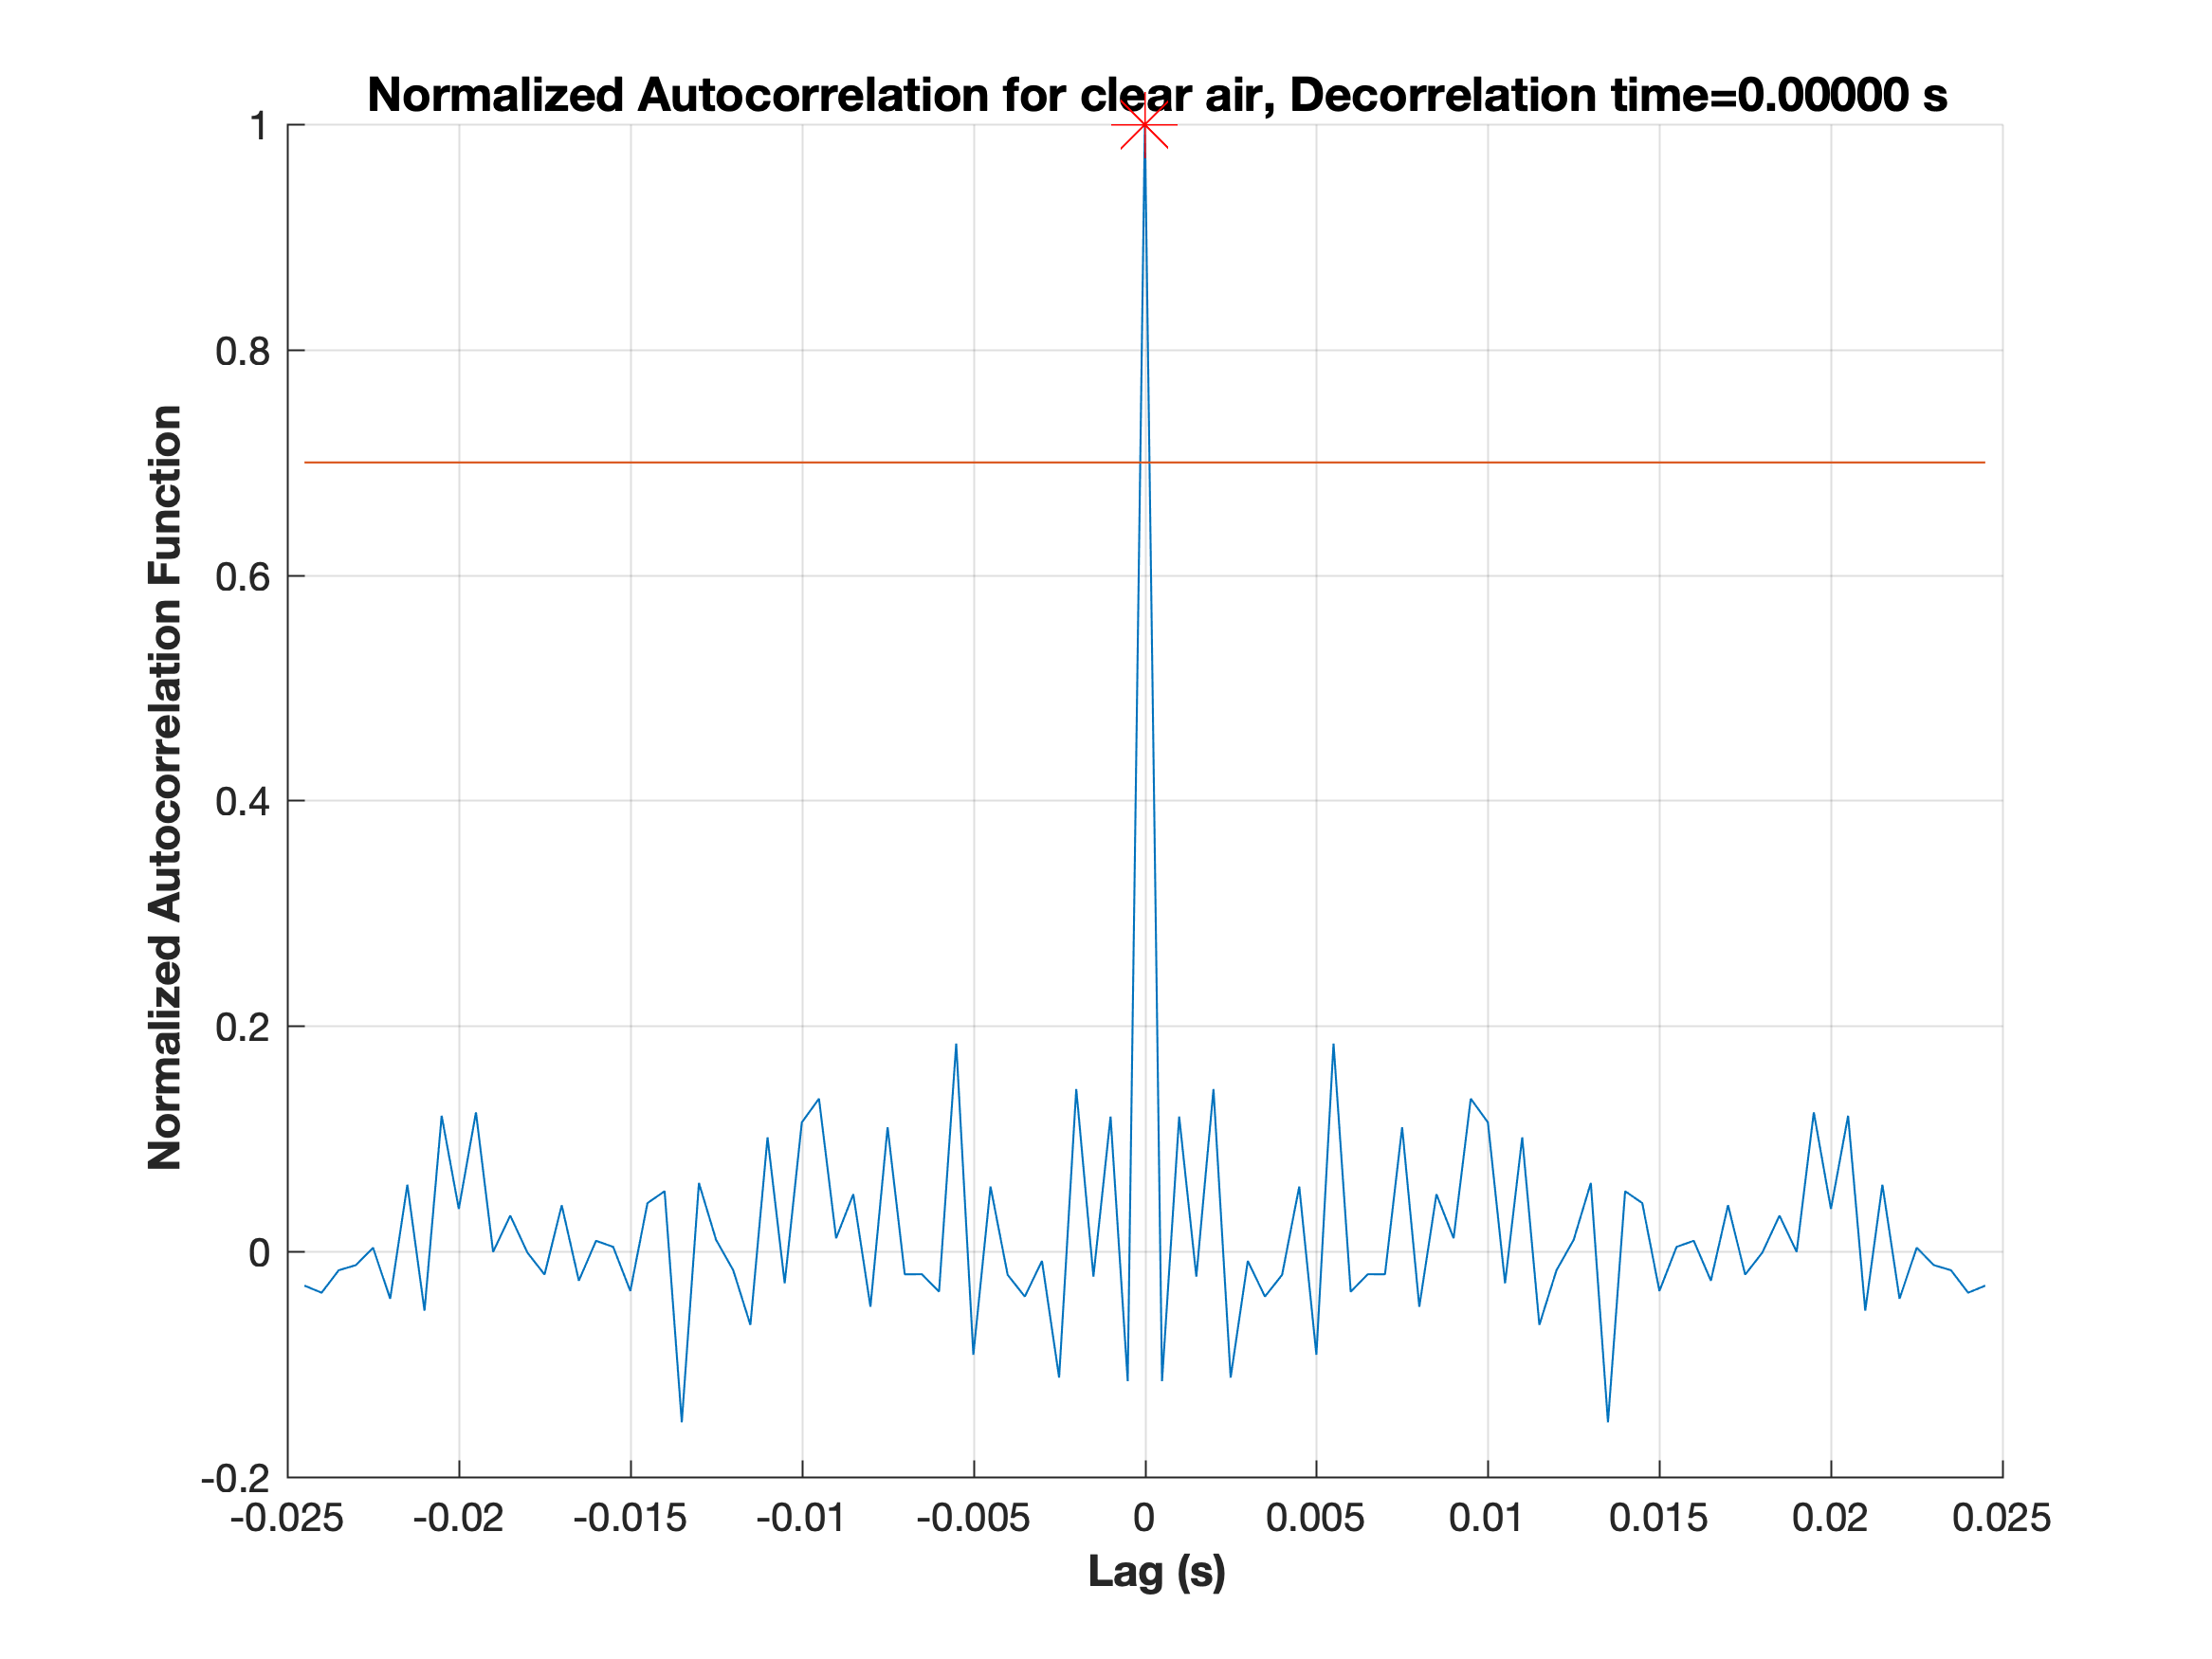 Normalized Autocorrelation for clear air, Decorrelation time=0.00000 s
1
0.8
0.6
0.4
0.2
0
-0.2
Normalized Autocorrelation Function
-0.025 -0.02 -0.015 -0.01 -0.005 0 0.005 0.01 0.015 0.02 0.025
Lag (s)